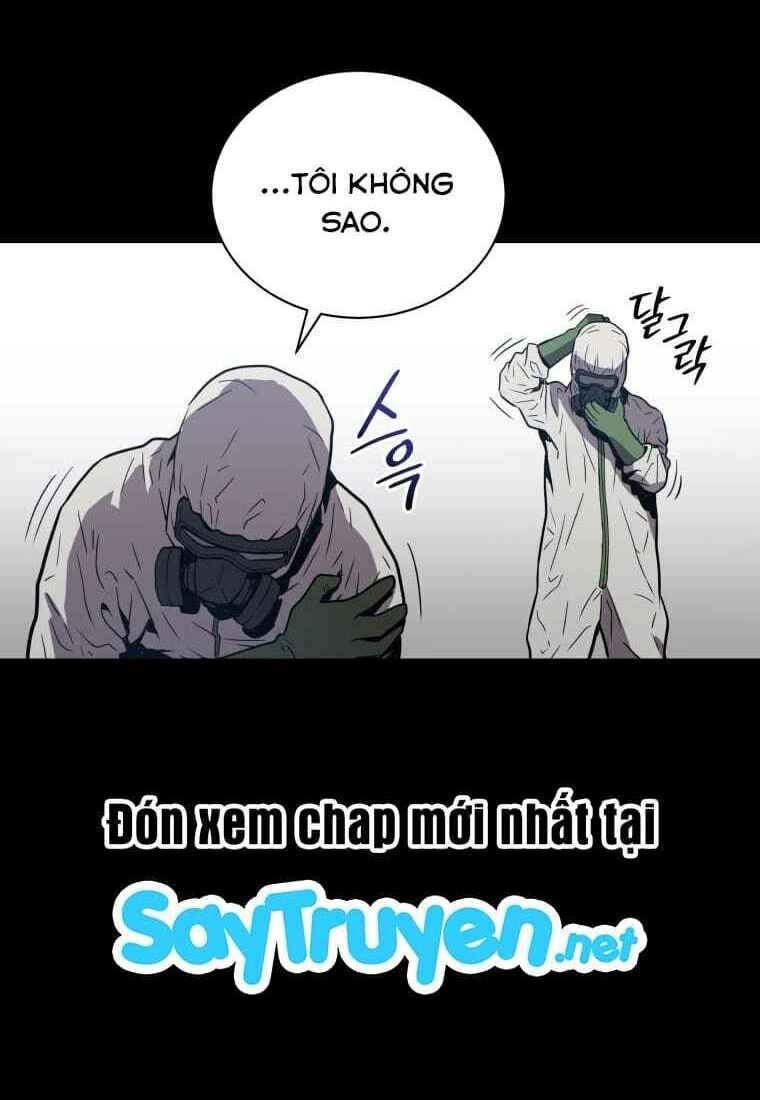 ...TÔI KHÔNG
SAO.
달그락
스윽
Đón xem chap mới nhất tại
SayTruyen.net